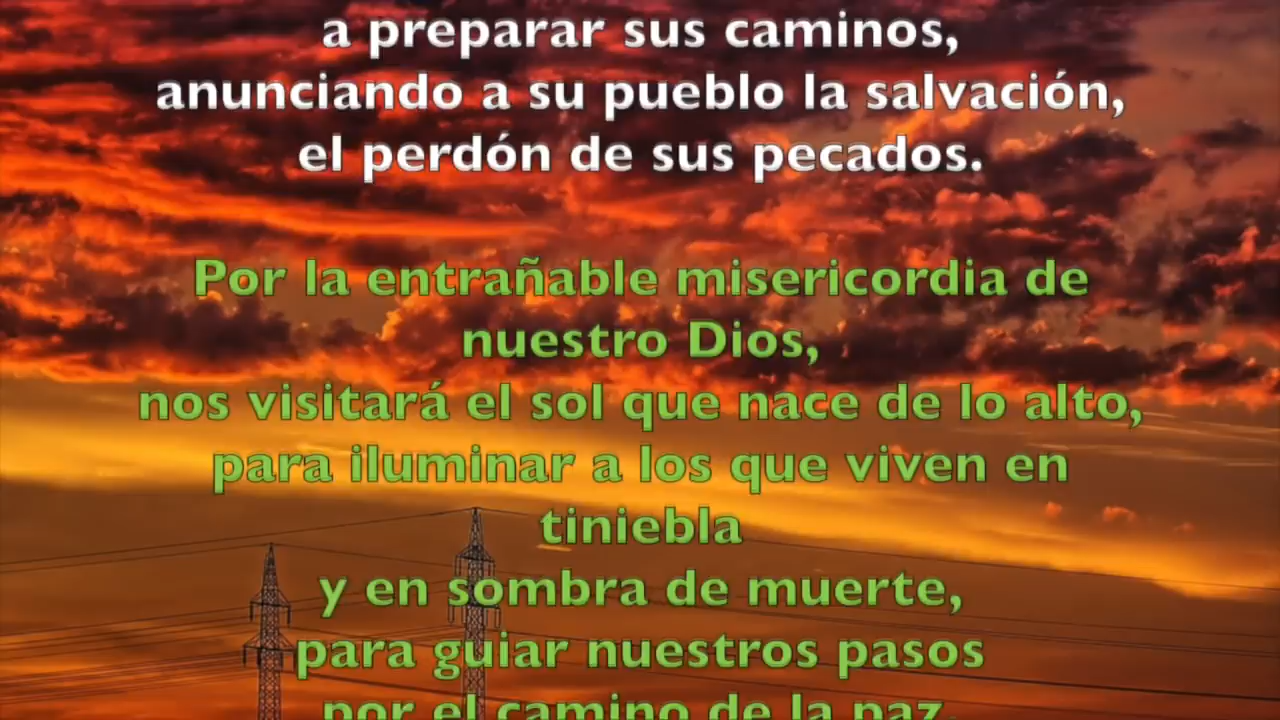 a preparar sus caminos,
anunciando a su pueblo la salvación,
el perdón de sus pecados.
Por la entrañable misericordia de
nuestro Dios,
nos visitará el sol que nace de lo alto,
para iluminar a los que viven en
tiniebla
y en sombra de muerte,
para guiar nuestros pasos
por el camino de la paz.